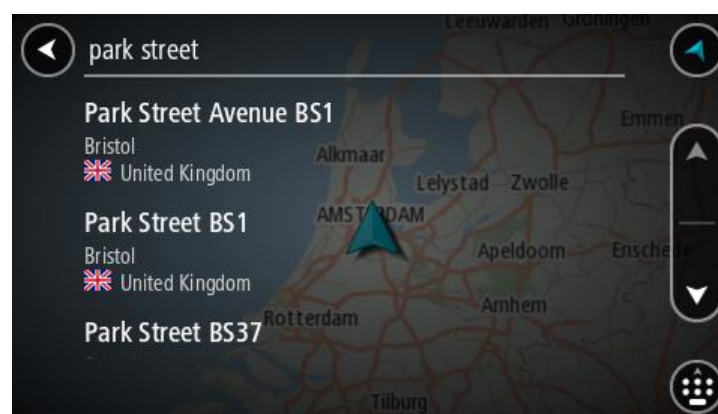 park street
Park Street Avenue BS1
Bristol
United Kingdom
Park Street BS1
Bristol
United Kingdom
Park Street BS37
Leeuwarden Groningen
Emmen
Alkmaar
Lelystad Zwolle
AMSTERDAM
Apeldoorn Enschede
Arnhem
Rotterdam
Tilburg